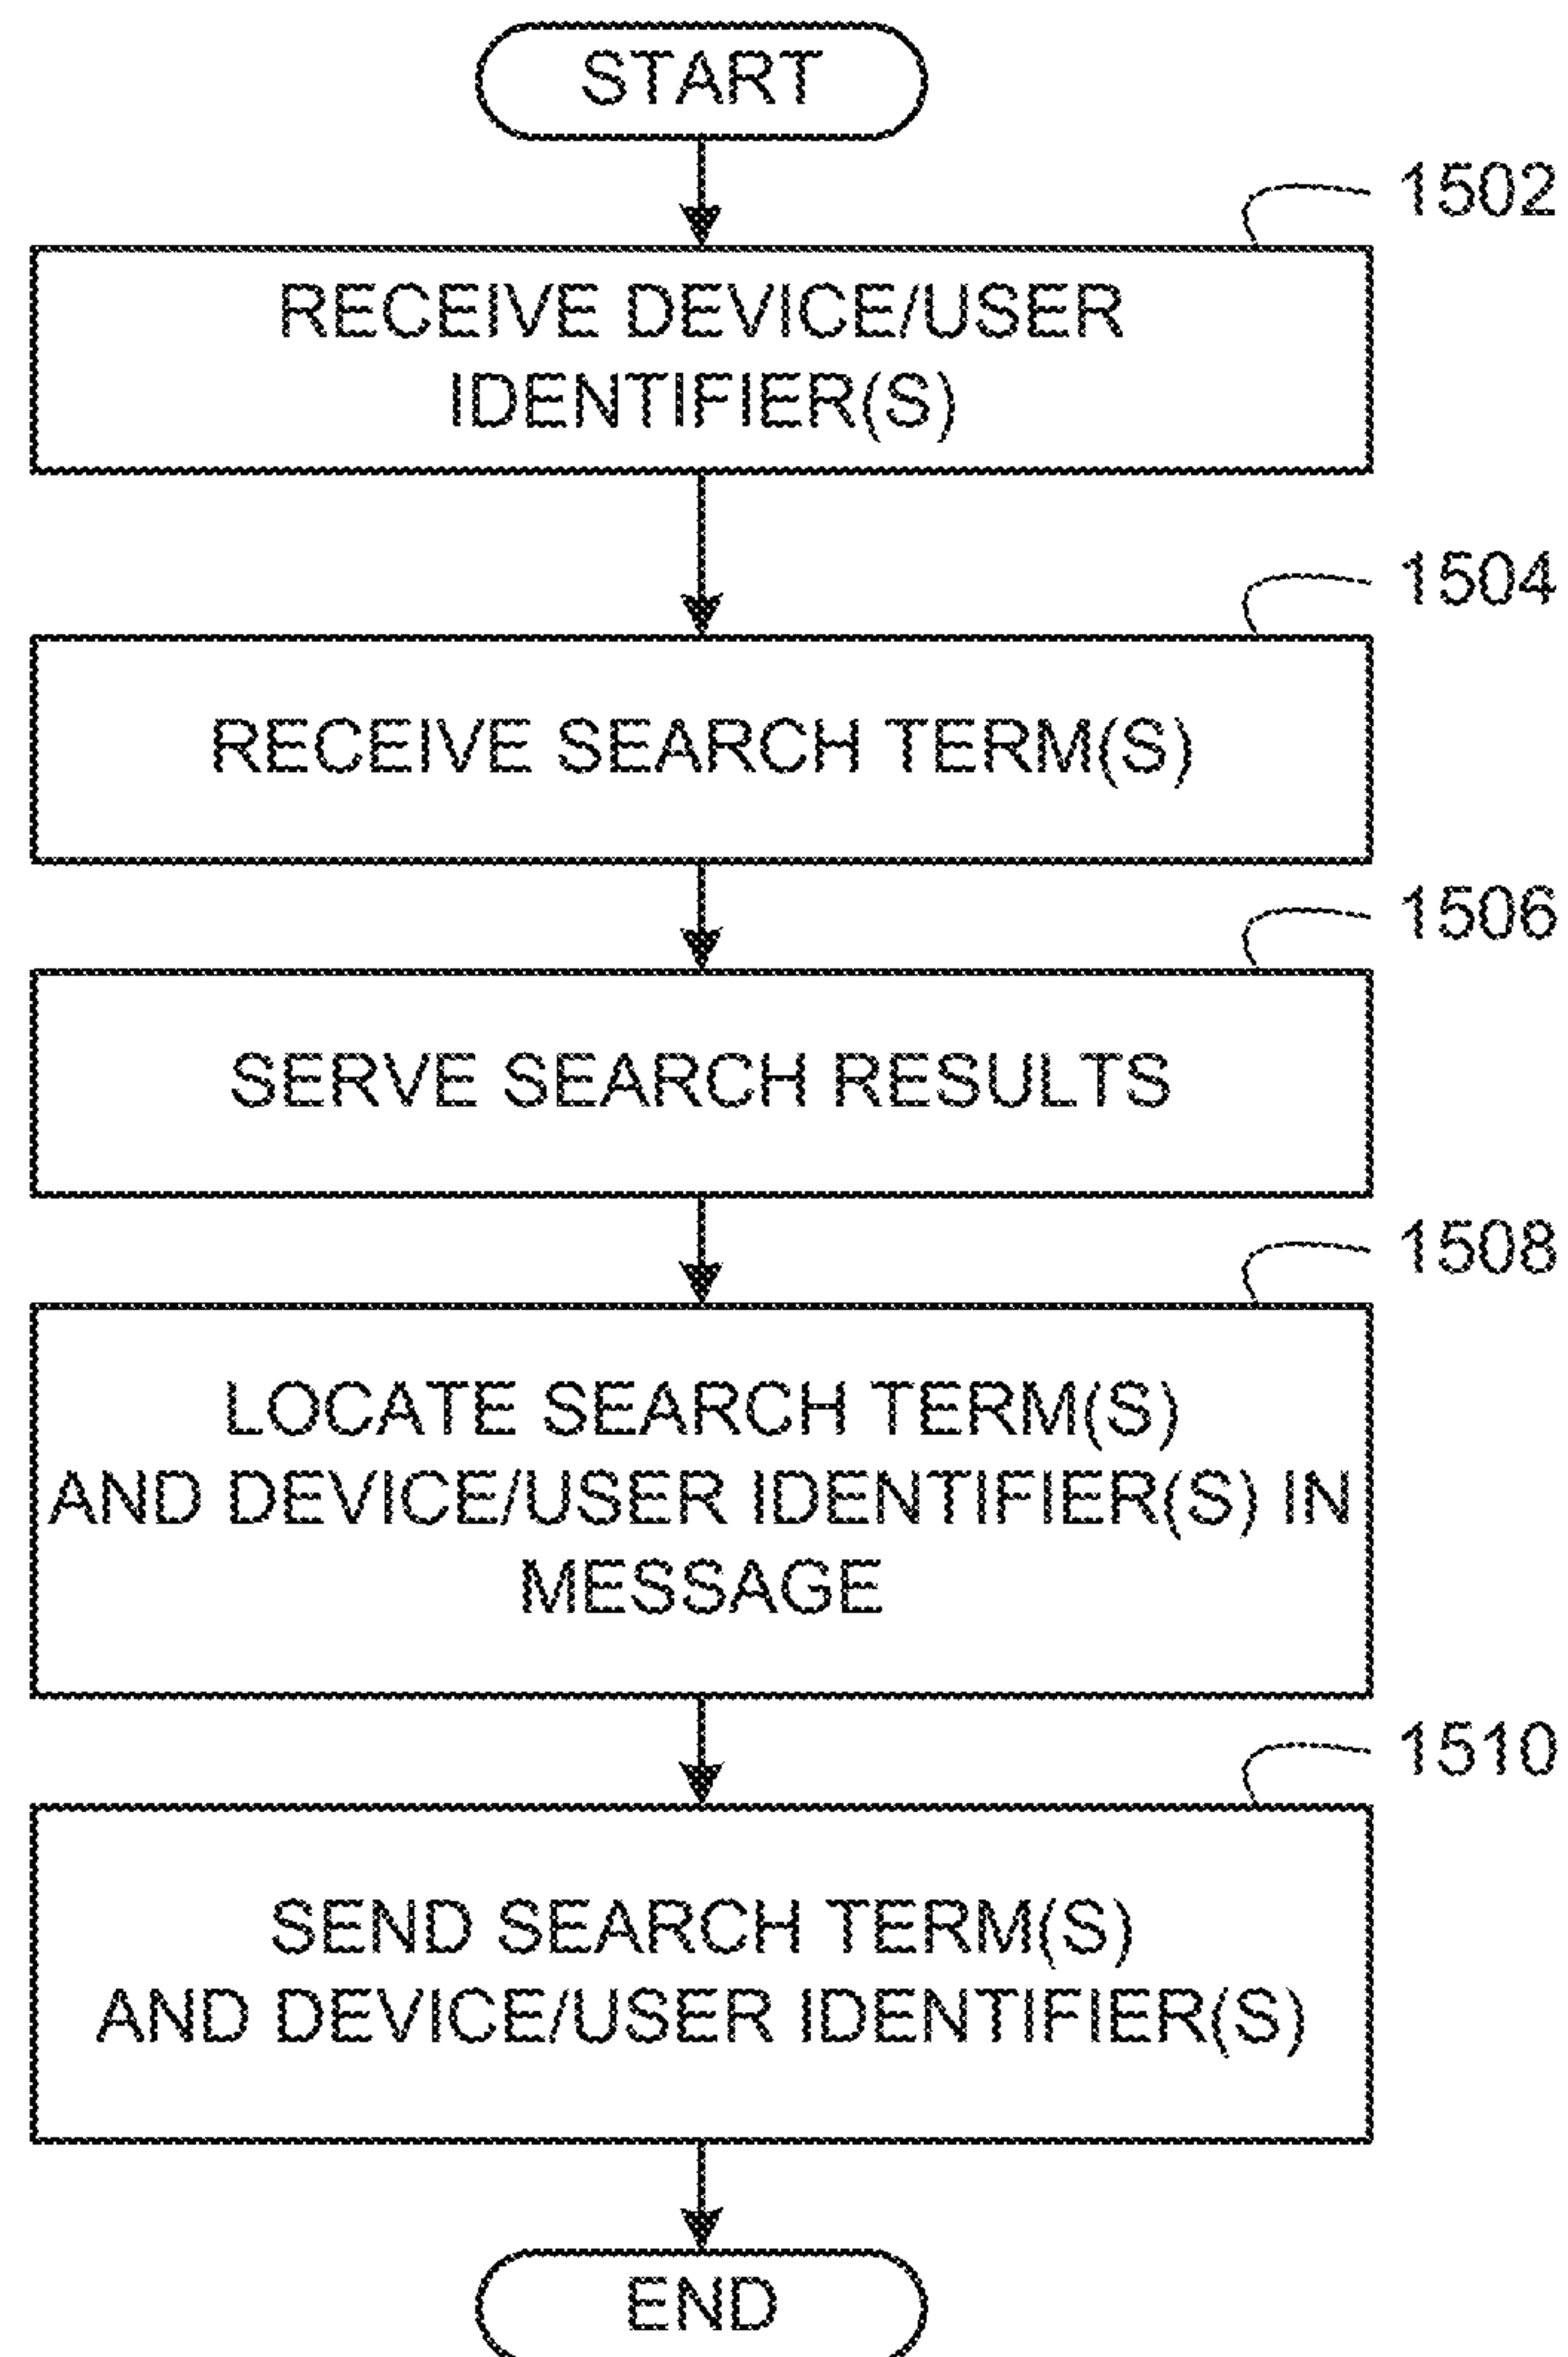 START
1502
RECEIVE DEVICE/USER
IDENTIFIER(S)
1504
RECEIVE SEARCH TERM(S)
1506
SERVE SEARCH RESULTS
1508
LOCATE SEARCH TERM(S)
AND DEVICE/USER IDENTIFIER(S) IN
MESSAGE
1510
SEND SEARCH TERM(S)
AND DEVICE/USER IDENTIFIER(S)
END